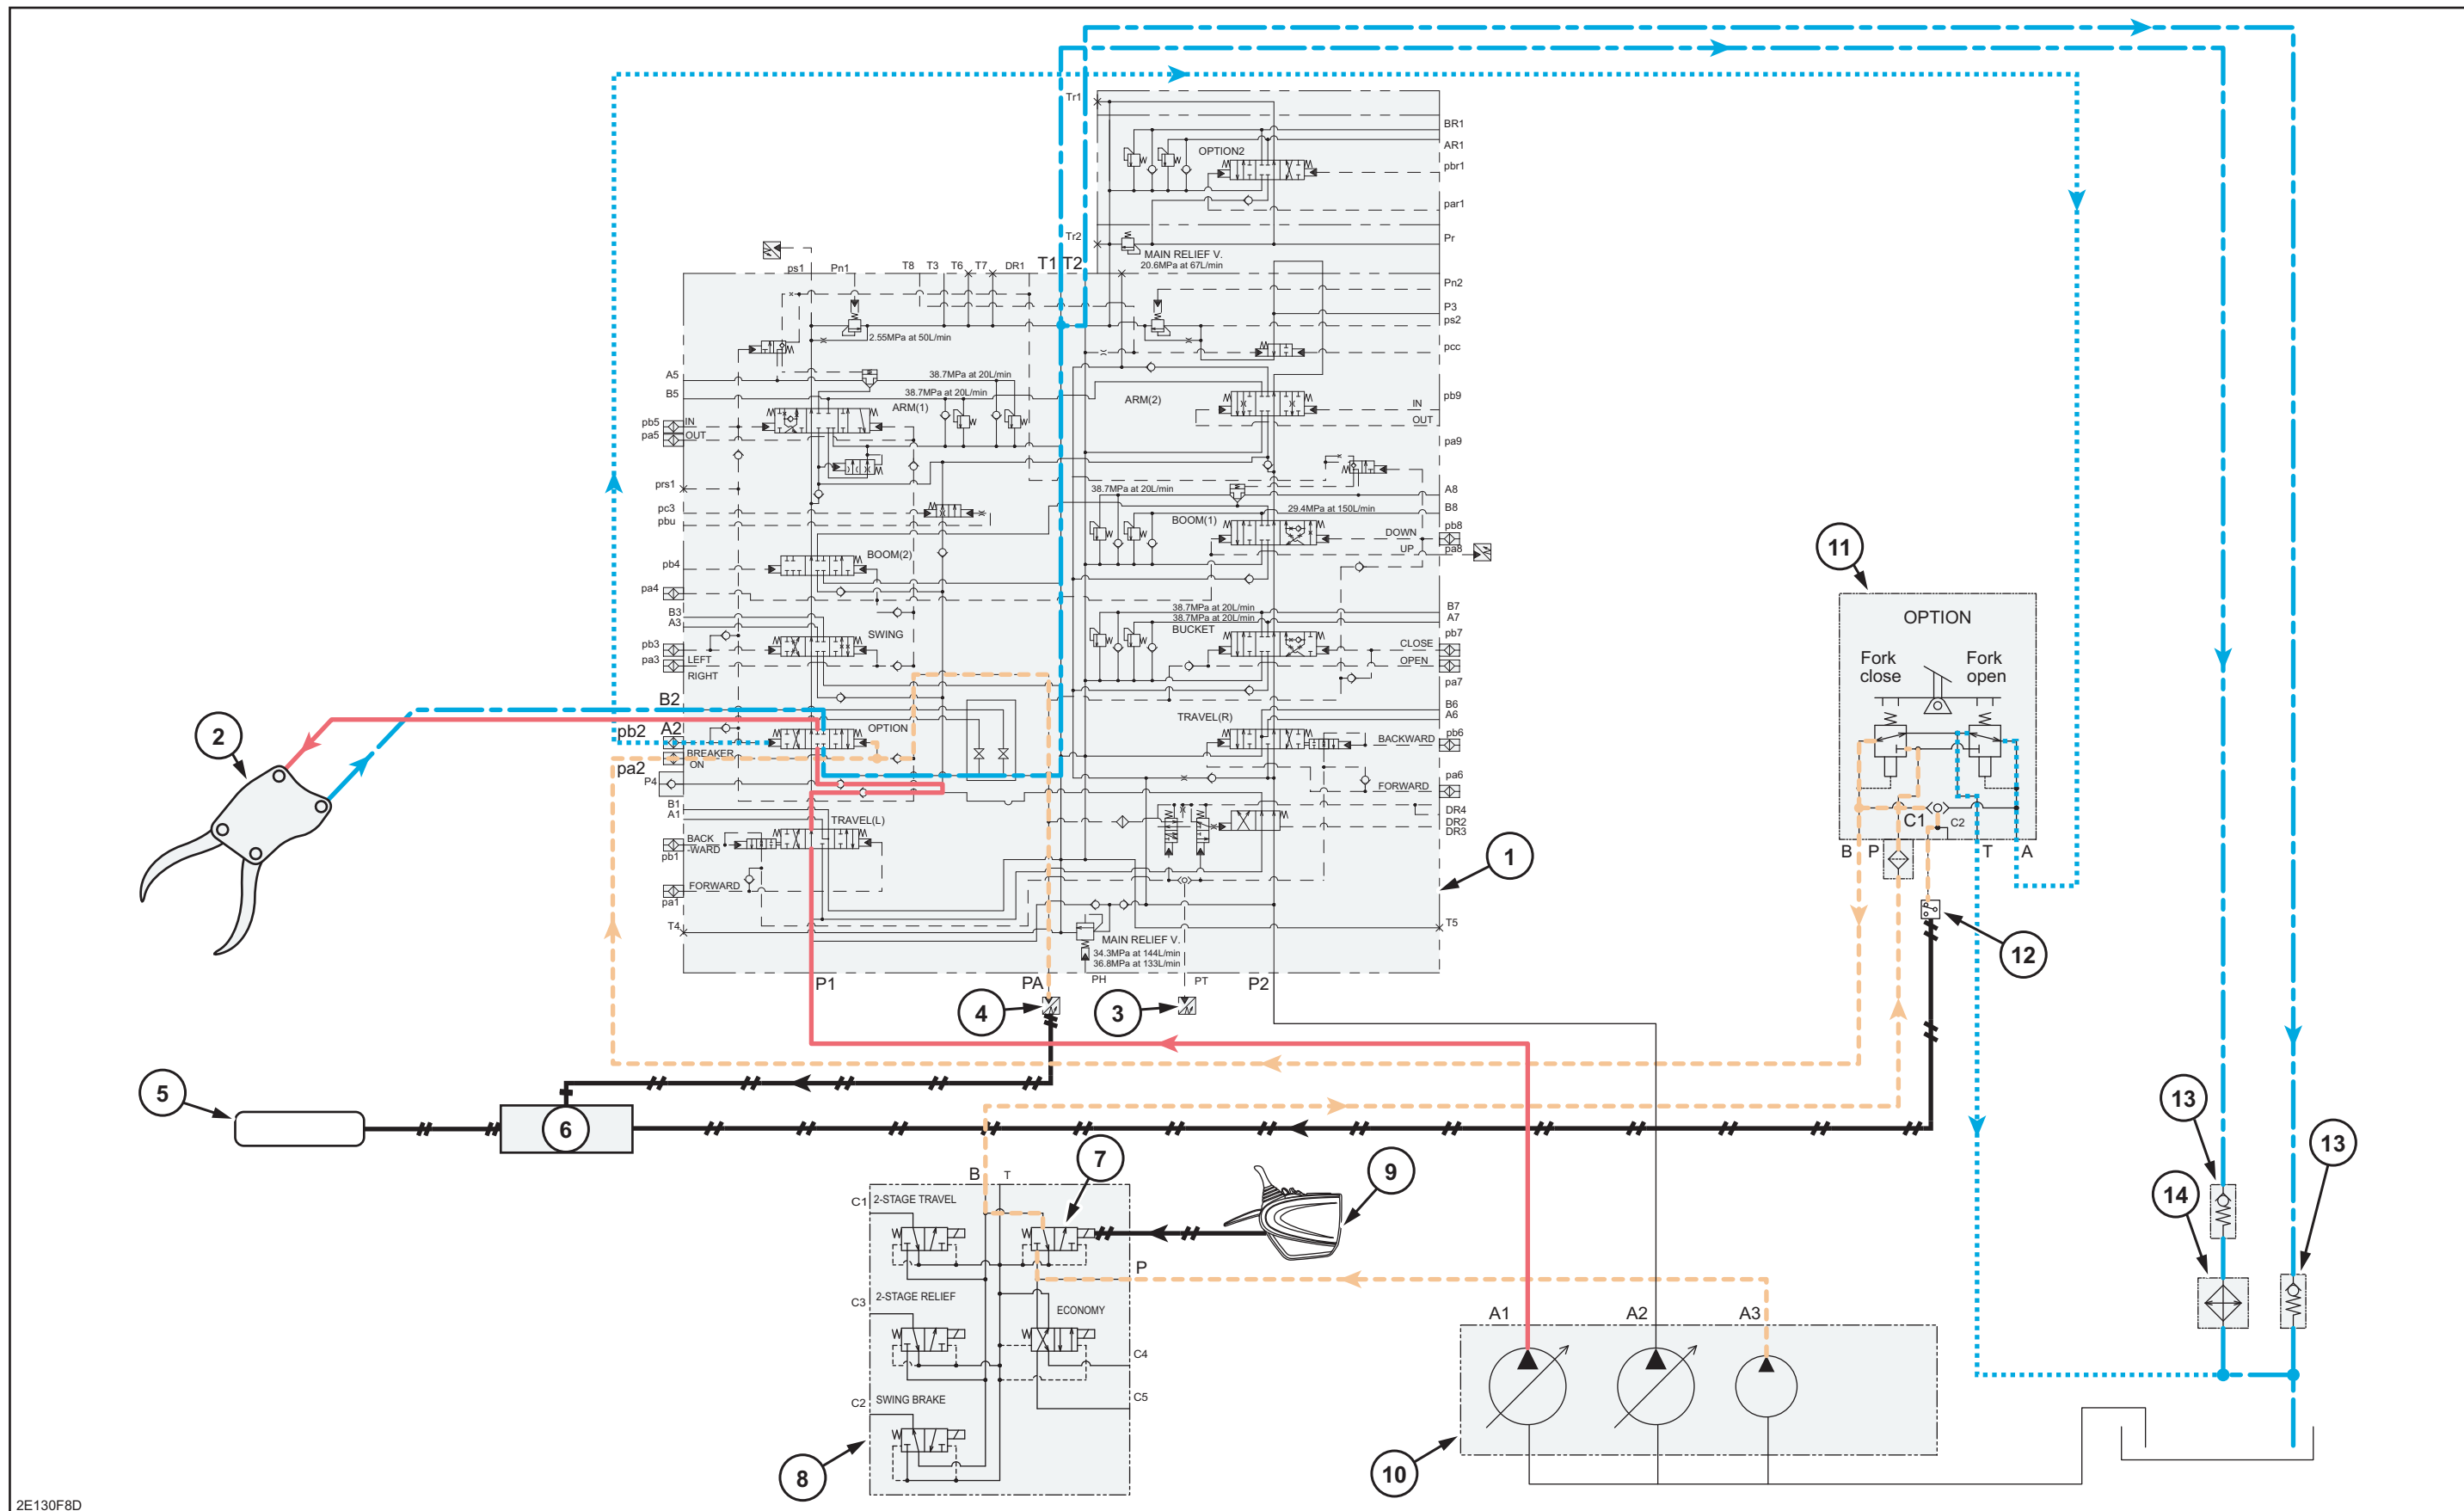 Tr1
BR1
AR1
OPTION2
pbr1
par1
Tr2
Pr
MAIN RELIEF V.
20.6MPa at 67L/min
ps1
Pn1
T8
T3
T6
T7
DR1
T1
T2
Pn2
P3
ps2
2.55MPa at 50L/min
pcc
A5
38.7MPa at 20L/min
B5
38.7MPa at 20L/min
ARM(1)
ARM(2)
pb9
IN
OUT
pb5
IN
pa5
OUT
pa9
prs1
38.7MPa at 20L/min
A8
pc3
29.4MPa at 150L/min
B8
pbu
BOOM(1)
pb8
DOWN
UP
pa8
BOOM(2)
pb4
pa4
B3
A3
38.7MPa at 20L/min
B7
38.7MPa at 20L/min
A7
SWING
BUCKET
pb7
pb3
CLOSE
pa3
LEFT
OPEN
RIGHT
pa7
B2
B6
A6
TRAVEL(R)
pb2
A2
OPTION
pb6
BACKWARD
BREAKER
ON
pa2
P4
pa6
FORWARD
B1
A1
TRAVEL(L)
DR4
DR2
DR3
BACK
-WARD
pb1
FORWARD
pa1
T4
T5
MAIN RELIEF V.
34.3MPa at 144L/min
36.8MPa at 133L/min
P1
PA
PH
PT
P2
11
OPTION
Fork
close
Fork
open
C1
C2
B
P
T
A
2
1
12
4
3
5
6
7
9
13
13
14
B
T
C1
2-STAGE TRAVEL
P
C3
2-STAGE RELIEF
ECONOMY
C4
C5
C2
SWING BRAKE
8
A1
A2
A3
10
2E130F8D